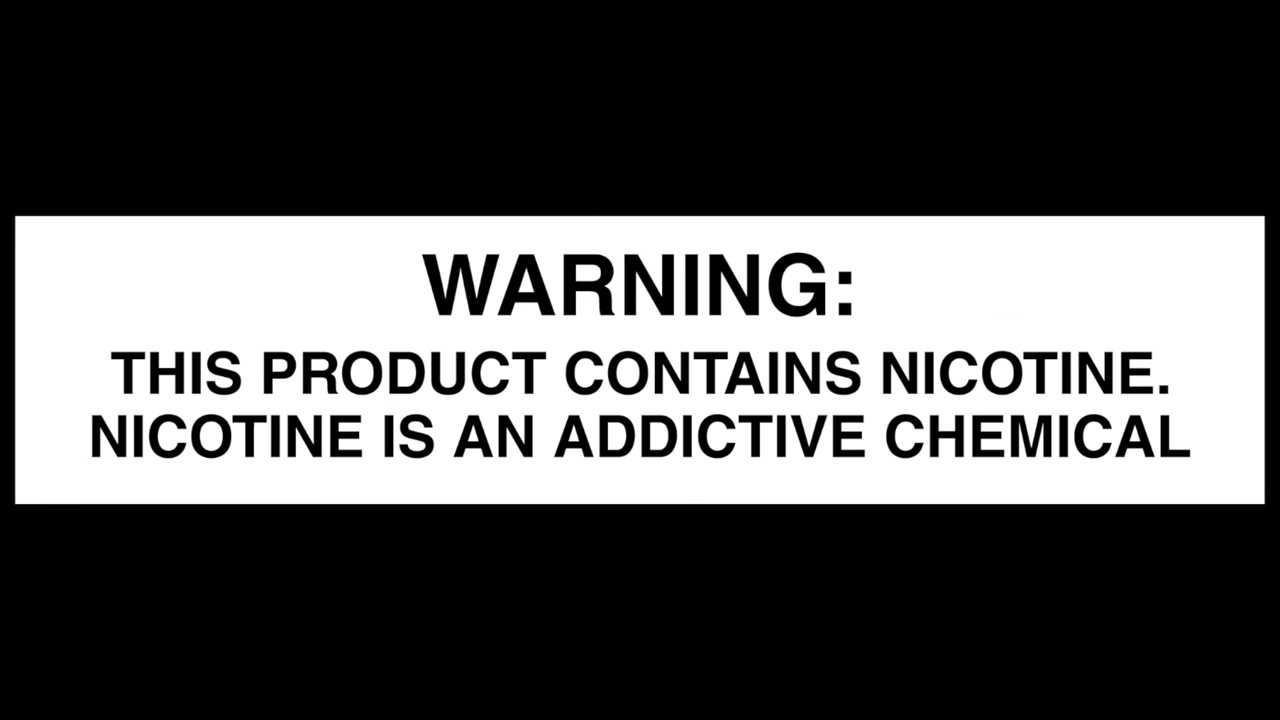 WARNING:
THIS PRODUCT CONTAINS NICOTINE.
NICOTINE IS AN ADDICTIVE CHEMICAL